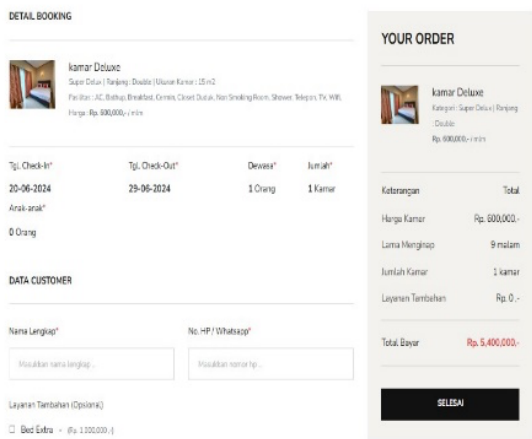 DETAIL BOOKING
kamar Deluxe
Super Delux | Ranjang : Double | Ukuran Kamar : 15 m2
Fasilitas : AC, Bathup, Breakfast, Cermin, Closet Duduk, Non Smoking Room, Shower, Telepon, TV, Wifi,
Harga : Rp. 600,000,- / mlm
Tgl. Check-In*
Tgl. Check-Out*
Dewasa*
Jumlah*
20-06-2024
29-06-2024
1 Orang
1 Kamar
Anak-anak*
0 Orang
DATA CUSTOMER
Nama Lengkap*
No. HP / Whatsapp*
Masukkan nama lengkap ..
Masukkan nomor hp ..
Layanan Tambahan (Opsional)
Bed Extra
YOUR ORDER
kamar Deluxe
Kategori : Super Delux | Ranjang
: Double
Rp. 600,000,- / mlm
Keterangan Total
Harga Kamar Rp. 600,000,-
Lama Menginap 9 malam
Jumlah Kamar 1 kamar
Layanan Tambahan Rp. 0 ,-
Total Bayar Rp. 5,400,000,-
SELESAI